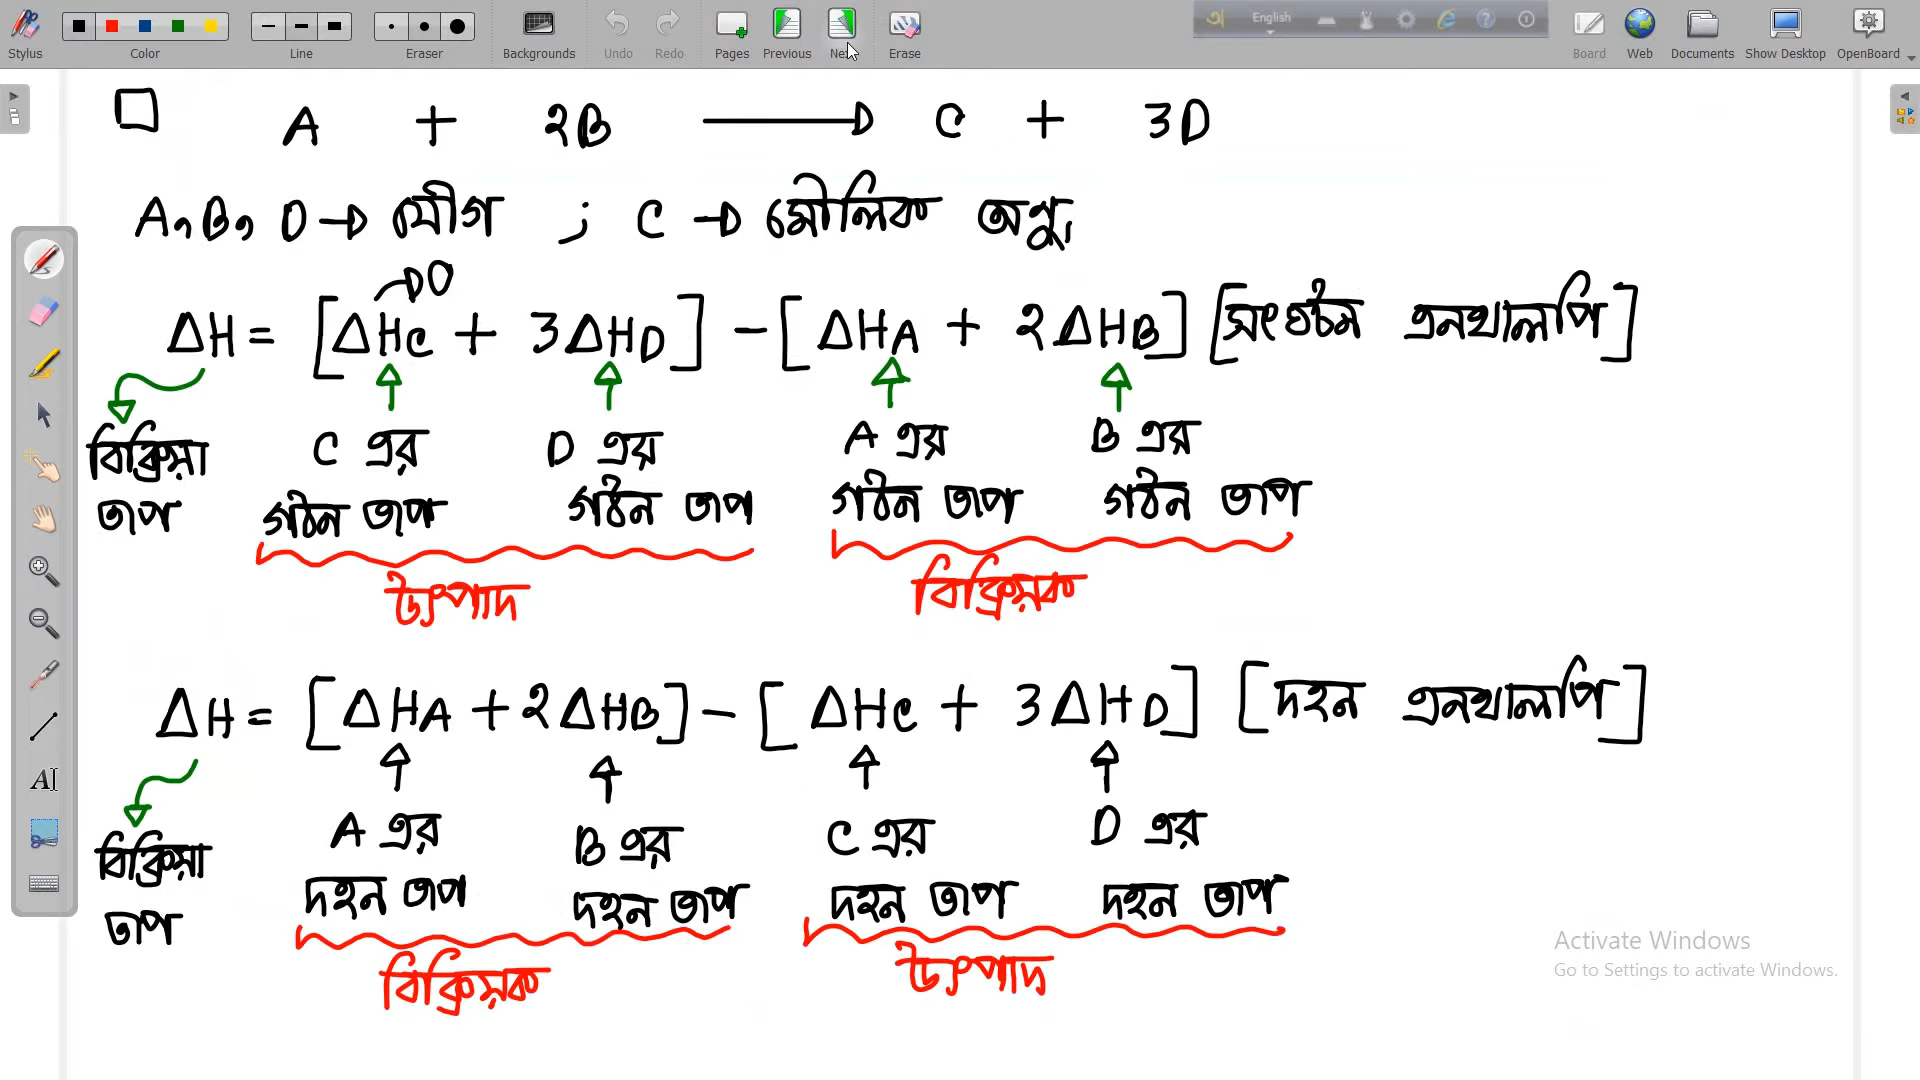 Stylus Color Line Eraser Backgrounds Undo Redo Pages Previous Next Erase English Board Web Documents Show Desktop OpenBoard
A + 2B → C + 3D
A, B, D → যৌগ ; C → মৌলিক অণু
→ 0
ΔH = [ΔHC + 3ΔHD] - [ΔHA + 2ΔHB] [সংগঠন এনথালপি]
বিক্রিয়া তাপ
C এর D এর A এর B এর
গঠন তাপ গঠন তাপ গঠন তাপ গঠন তাপ
উৎপাদ বিক্রিয়ক
ΔH = [ΔHA + 2ΔHB] - [ΔHC + 3ΔHD] [দহন এনথালপি]
বিক্রিয়া তাপ
A এর B এর C এর D এর
দহন তাপ দহন তাপ দহন তাপ দহন তাপ
বিক্রিয়ক উৎপাদ
Activate Windows
Go to Settings to activate Windows.